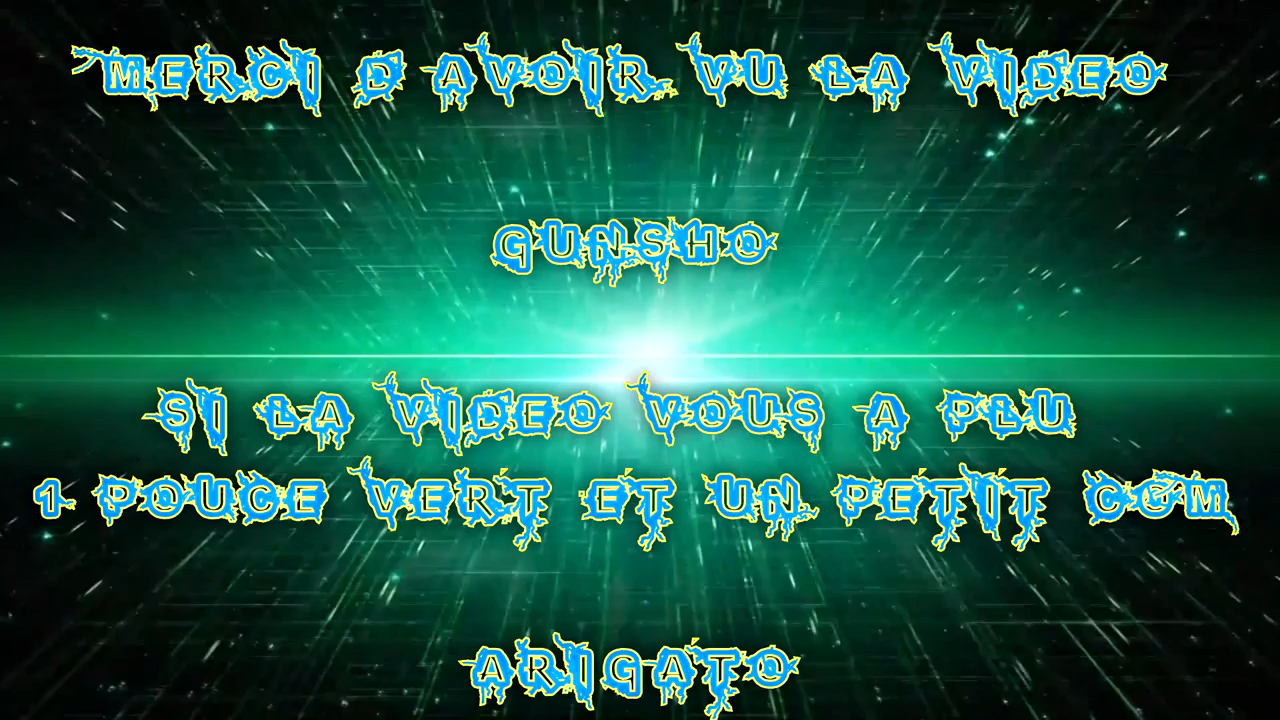 MERCI D AVOIR VU LA VIDEO
GUNSHO
SI LA VIDEO VOUS A PLU
1 POUCE VERT ET UN PETIT COM
ARIGATO